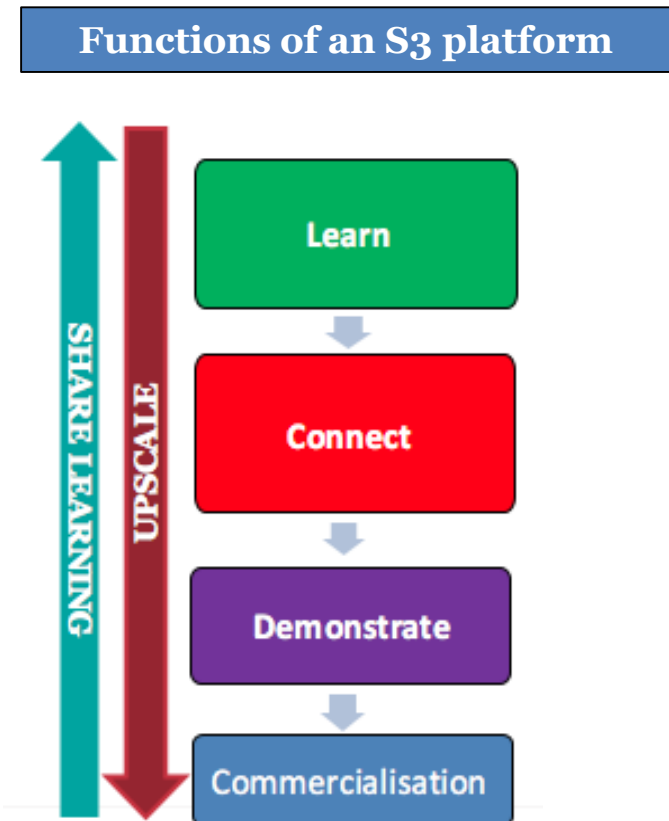 Functions of an S3 platform
SHARE LEARNING
UPSCALE
Learn
Connect
Demonstrate
Commercialisation